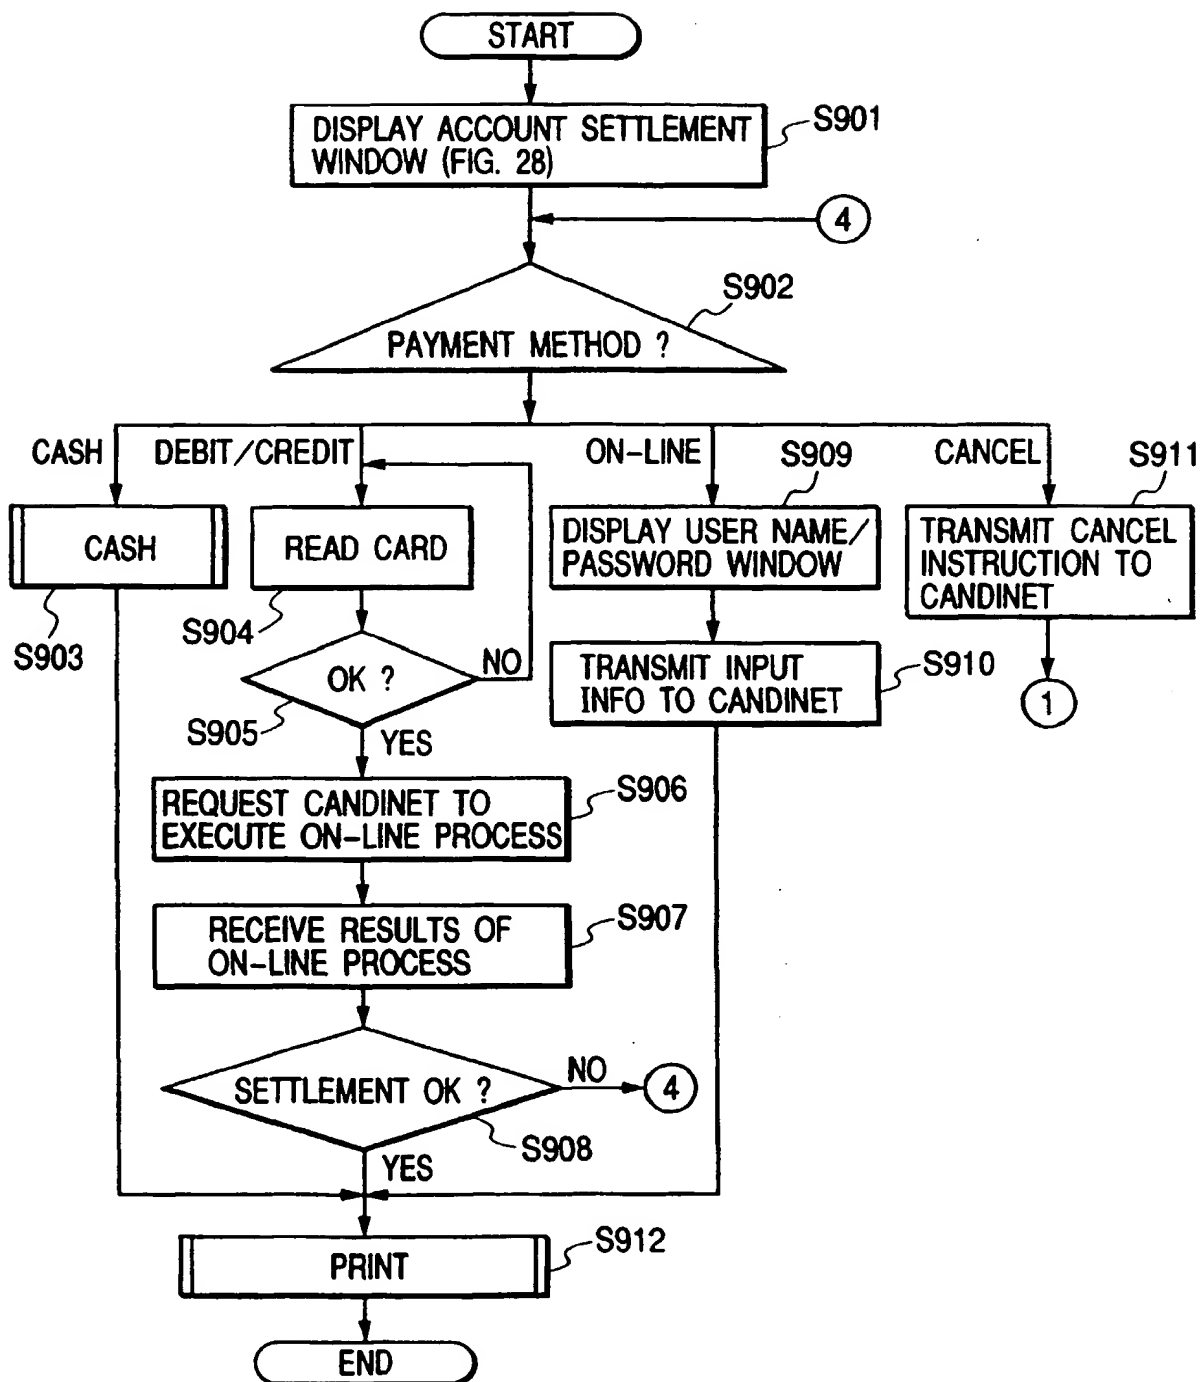 START
DISPLAY ACCOUNT SETTLEMENT
WINDOW (FIG. 28)
S901
4
S902
PAYMENT METHOD ?
CASH
DEBIT/CREDIT
ON-LINE
S909
CANCEL
S911
CASH
S903
READ CARD
S904
DISPLAY USER NAME/
PASSWORD WINDOW
TRANSMIT CANCEL
INSTRUCTION TO
CANDINET
OK ?
NO
S905
YES
TRANSMIT INPUT
INFO TO CANDINET
S910
1
REQUEST CANDINET TO
EXECUTE ON-LINE PROCESS
S906
RECEIVE RESULTS OF
ON-LINE PROCESS
S907
SETTLEMENT OK ?
NO
4
S908
YES
PRINT
S912
END